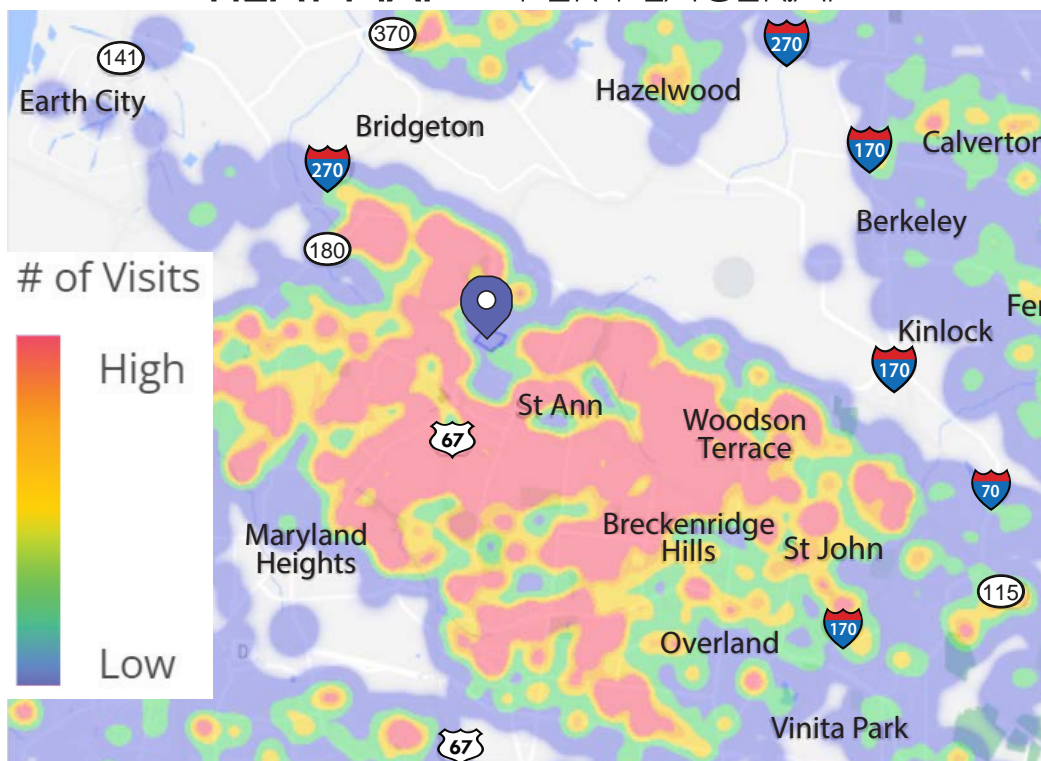 370
270
141
Hazelwood
Earth City
Bridgeton
170
Calverton
270
Berkeley
180
# of Visits
High
Low
Fer
Kinlock
170
St Ann
Woodson
Terrace
67
70
Maryland
Heights
Breckenridge
Hills
St John
115
170
Overland
D
Vinita Park
67